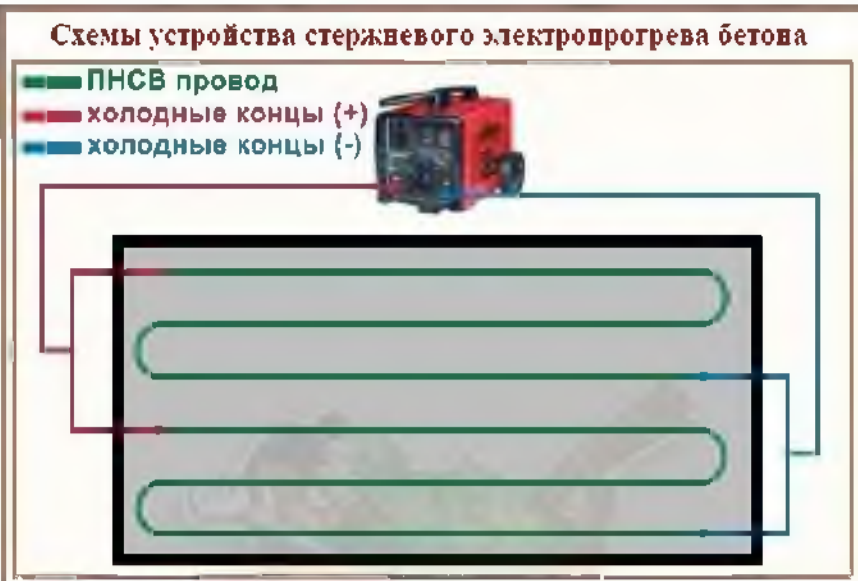 Схемы устройства стержневого электропрогрева бетона
ПНСВ провод
холодные концы (+)
холодные концы (-)